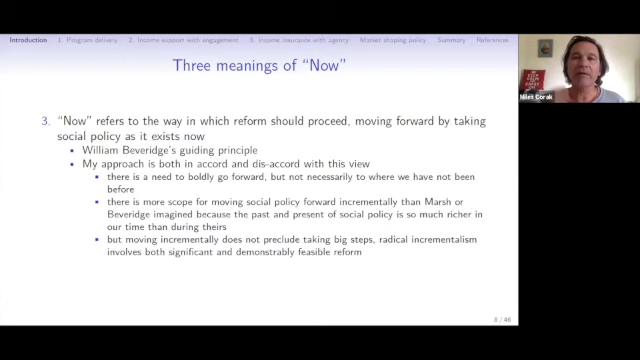 Introduction 1. Program delivery 2. Income support with engagement 3. Income insurance with agency Market shaping policy Summary References
Three meanings of “Now”
3. “Now” refers to the way in which reform should proceed, moving forward by taking
social policy as it exists now
William Beveridge's guiding principle
My approach is both in accord and dis-accord with this view
there is a need to boldly go forward, but not necessarily to where we have not been
before
there is more scope for moving social policy forward incrementally than Marsh or
Beveridge imagined because the past and present of social policy is so much richer in
our time than during theirs
but moving incrementally does not preclude taking big steps, radical incrementalism
involves both significant and demonstrably feasible reform
8 / 46
Miles Corak